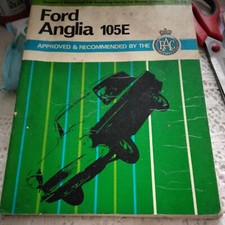 Ford
Anglia 105E
APPROVED & RECOMMENDED BY THE
RAC